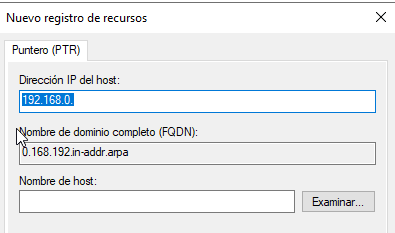 Nuevo registro de recursos
Puntero (PTR)
Dirección IP del host:
192.168.0.
Nombre de dominio completo (FQDN):
0.168.192.in-addr.arpa
Nombre de host:
Examinar...